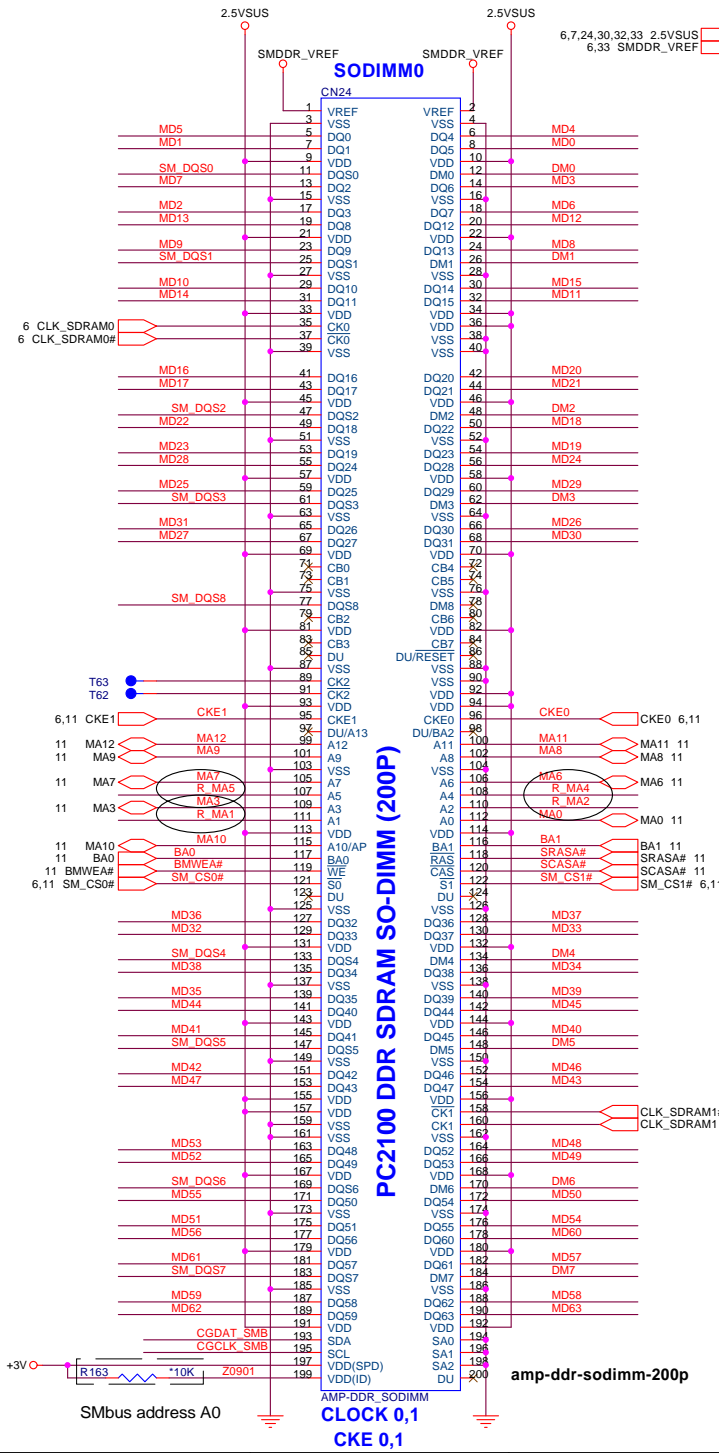 2.5VSUS 2.5VSUS
6,7,24,30,32,33 2.5VSUS
6,33 SMDDR_VREF
SMDDR_VREF SMDDR_VREF
SODIMM0
CN24
1 VREF VREF 2
3 VSS VSS 4
MD5 5 DQ0 DQ4 6 MD4
MD1 7 DQ1 DQ5 8 MD0
9 VDD VDD 10
SM_DQS0 11 DQS0 DM0 12 DM0
MD7 13 DQ2 DQ6 14 MD3
15 VSS VSS 16
MD2 17 DQ3 DQ7 18 MD6
MD13 19 DQ8 DQ12 20 MD12
21 VDD VDD 22
MD9 23 DQ9 DQ13 24 MD8
SM_DQS1 25 DQS1 DM1 26 DM1
27 VSS VSS 28
MD10 29 DQ10 DQ14 30 MD15
MD14 31 DQ11 DQ15 32 MD11
33 VDD VDD 34
6 CLK_SDRAM0 35 CK0 VDD 36
6 CLK_SDRAM0# 37 CK0 VSS 38
39 VSS VSS 40
MD16 41 DQ16 DQ20 42 MD20
MD17 43 DQ17 DQ21 44 MD21
45 VDD VDD 46
SM_DQS2 47 DQS2 DM2 48 DM2
MD22 49 DQ18 DQ22 50 MD18
51 VSS VSS 52
MD23 53 DQ19 DQ23 54 MD19
MD28 55 DQ24 DQ28 56 MD24
57 VDD VDD 58
MD25 59 DQ25 DQ29 60 MD29
SM_DQS3 61 DQS3 DM3 62 DM3
63 VSS VSS 64
MD31 65 DQ26 DQ30 66 MD26
MD27 67 DQ27 DQ31 68 MD30
69 VDD VDD 70
71 CB0 CB4 72
73 CB1 CB5 74
75 VSS VSS 76
SM_DQS8 77 DQS8 DM8 78
79 CB2 CB6 80
81 VDD VDD 82
83 CB3 CB7 84
85 DU DU/RESET 86
87 VSS VSS 88
T63 89 CK2 VSS 90
T62 91 CK2 VDD 92
93 VDD VDD 94
6,11 CKE1 CKE1 95 CKE1 CKE0 96 CKE0 CKE0 6,11
97 DU/A13 DU/BA2 98
11 MA12 MA12 99 A12 A11 100 MA11 MA11 11
11 MA9 MA9 101 A9 A8 102 MA8 MA8 11
103 VSS VSS 104
11 MA7 MA7 105 A7 A6 106 MA6 MA6 11
R_MA5 107 A5 A4 108 R_MA4
11 MA3 MA3 109 A3 A2 110 R_MA2
R_MA1 111 A1 A0 112 MA0 MA0 11
113 VDD VDD 114
11 MA10 MA10 115 A10/AP BA1 116 BA1 BA1 11
11 BA0 BA0 117 BA0 RAS 118 SRASA# SRASA# 11
11 BMWEA# BMWEA# 119 WE CAS 120 SCASA# SCASA# 11
6,11 SM_CS0# SM_CS0# 121 S0 S1 122 SM_CS1# SM_CS1# 6,11
123 DU DU 124
125 VSS VSS 126
MD36 127 DQ32 DQ36 128 MD37
MD32 129 DQ33 DQ37 130 MD33
131 VDD VDD 132
SM_DQS4 133 DQS4 DM4 134 DM4
MD38 135 DQ34 DQ38 136 MD34
137 VSS VSS 138
MD35 139 DQ35 DQ39 140 MD39
MD44 141 DQ40 DQ44 142 MD45
143 VDD VDD 144
MD41 145 DQ41 DQ45 146 MD40
SM_DQS5 147 DQS5 DM5 148 DM5
149 VSS VSS 150
MD42 151 DQ42 DQ46 152 MD46
MD47 153 DQ43 DQ47 154 MD43
155 VDD VDD 156
157 VDD CK1 158 CLK_SDRAM1#
159 VSS CK1 160 CLK_SDRAM1
161 VSS VSS 162
MD53 163 DQ48 DQ52 164 MD48
MD52 165 DQ49 DQ53 166 MD49
167 VDD VDD 168
SM_DQS6 169 DQS6 DM6 170 DM6
MD55 171 DQ50 DQ54 172 MD50
173 VSS VSS 174
MD51 175 DQ51 DQ55 176 MD54
MD56 177 DQ56 DQ60 178 MD60
179 VDD VDD 180
MD61 181 DQ57 DQ61 182 MD57
SM_DQS7 183 DQS7 DM7 184 DM7
185 VSS VSS 186
MD59 187 DQ58 DQ62 188 MD58
MD62 189 DQ59 DQ63 190 MD63
191 VDD VDD 192
CGDAT_SMB 193 SDA SA0 194
CGCLK_SMB 195 SCL SA1 196
+3V 197 VDD(SPD) SA2 198
R163 *10K Z0901 199 VDD(ID) DU 200
PC2100 DDR SDRAM SO-DIMM (200P)
amp-ddr-sodimm-200p
AMP-DDR_SODIMM
SMbus address A0
CLOCK 0,1
CKE 0,1